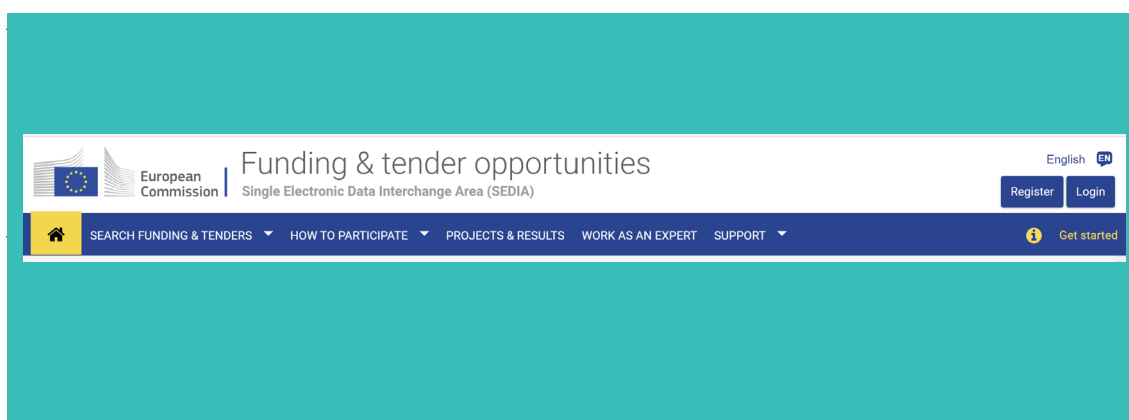 European
Commission
Funding & tender opportunities
Single Electronic Data Interchange Area (SEDIA)
English EN
Register Login
SEARCH FUNDING & TENDERS HOW TO PARTICIPATE PROJECTS & RESULTS WORK AS AN EXPERT SUPPORT Get started